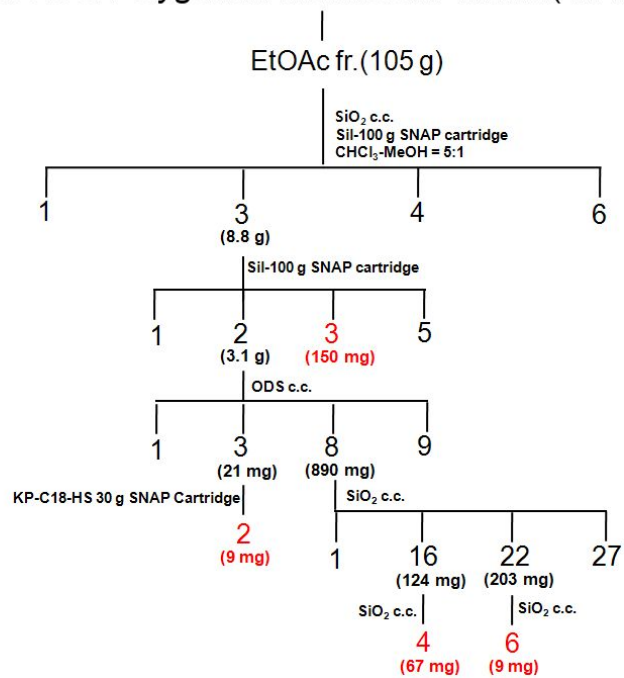 EtOAc fr.(105 g)
SiO₂ c.c.
Sil-100 g SNAP cartridge
CHCl₃-MeOH = 5:1
1 3 4 6
(8.8 g)
Sil-100 g SNAP cartridge
1 2 3 5
(3.1 g) (150 mg)
ODS c.c.
1 3 8 9
(21 mg) (890 mg)
KP-C18-HS 30 g SNAP Cartridge SiO₂ c.c.
2 1 16 22 27
(9 mg) (124 mg) (203 mg)
SiO₂ c.c. SiO₂ c.c.
4 6
(67 mg) (9 mg)